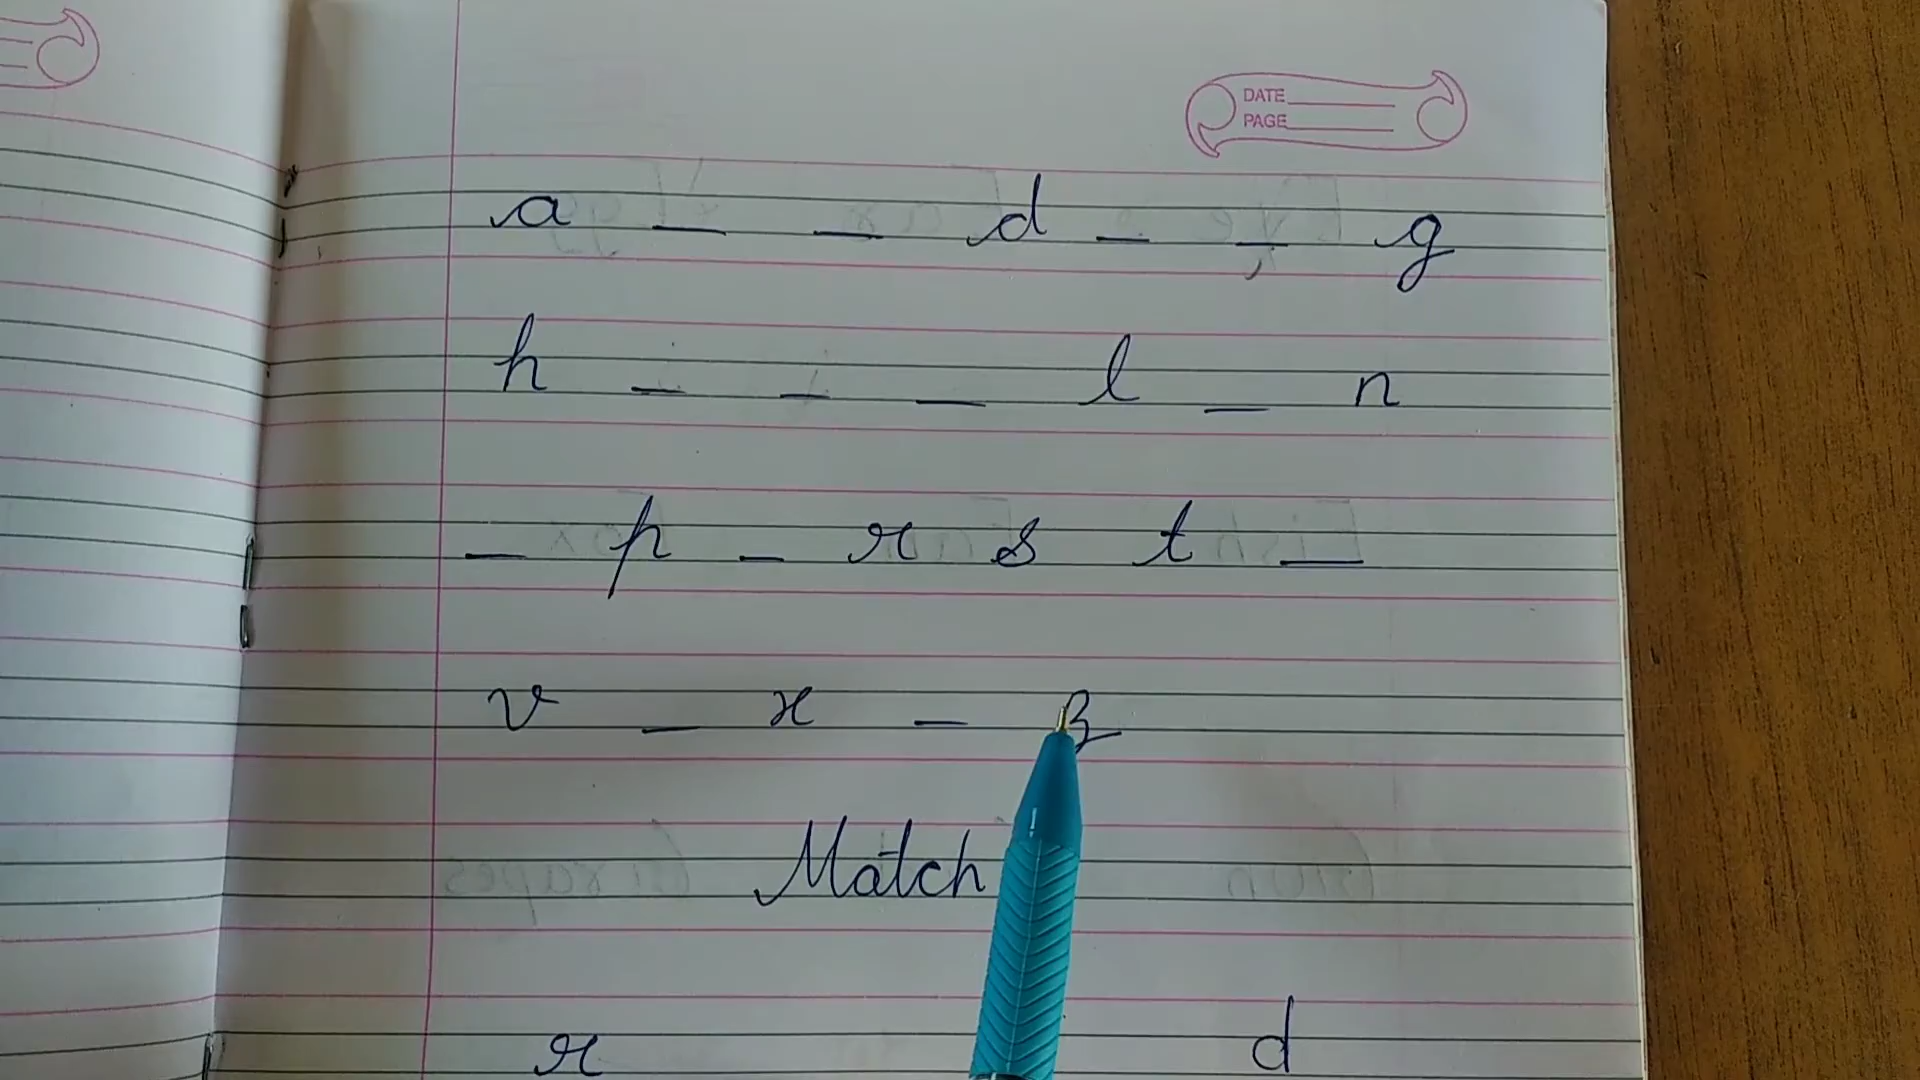 DATE
PAGE
a _ _ d _ _, g
h _ _ _ l _ n
_ p _ r s t _
v _ x _ z
Match
r d